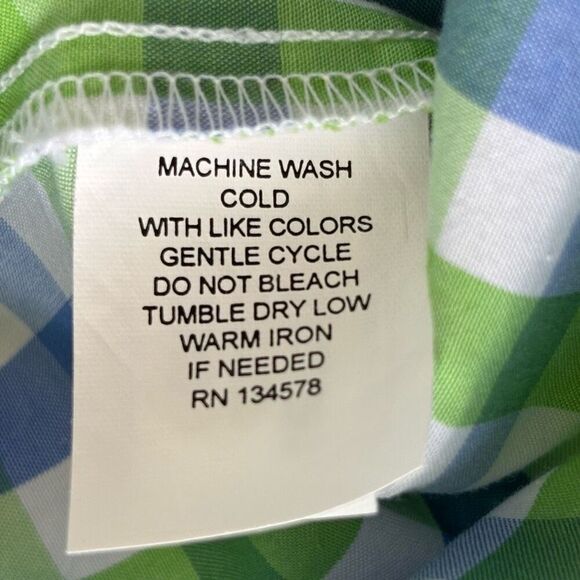 MACHINE WASH
COLD
WITH LIKE COLORS
GENTLE CYCLE
DO NOT BLEACH
TUMBLE DRY LOW
WARM IRON
IF NEEDED
RN 134578